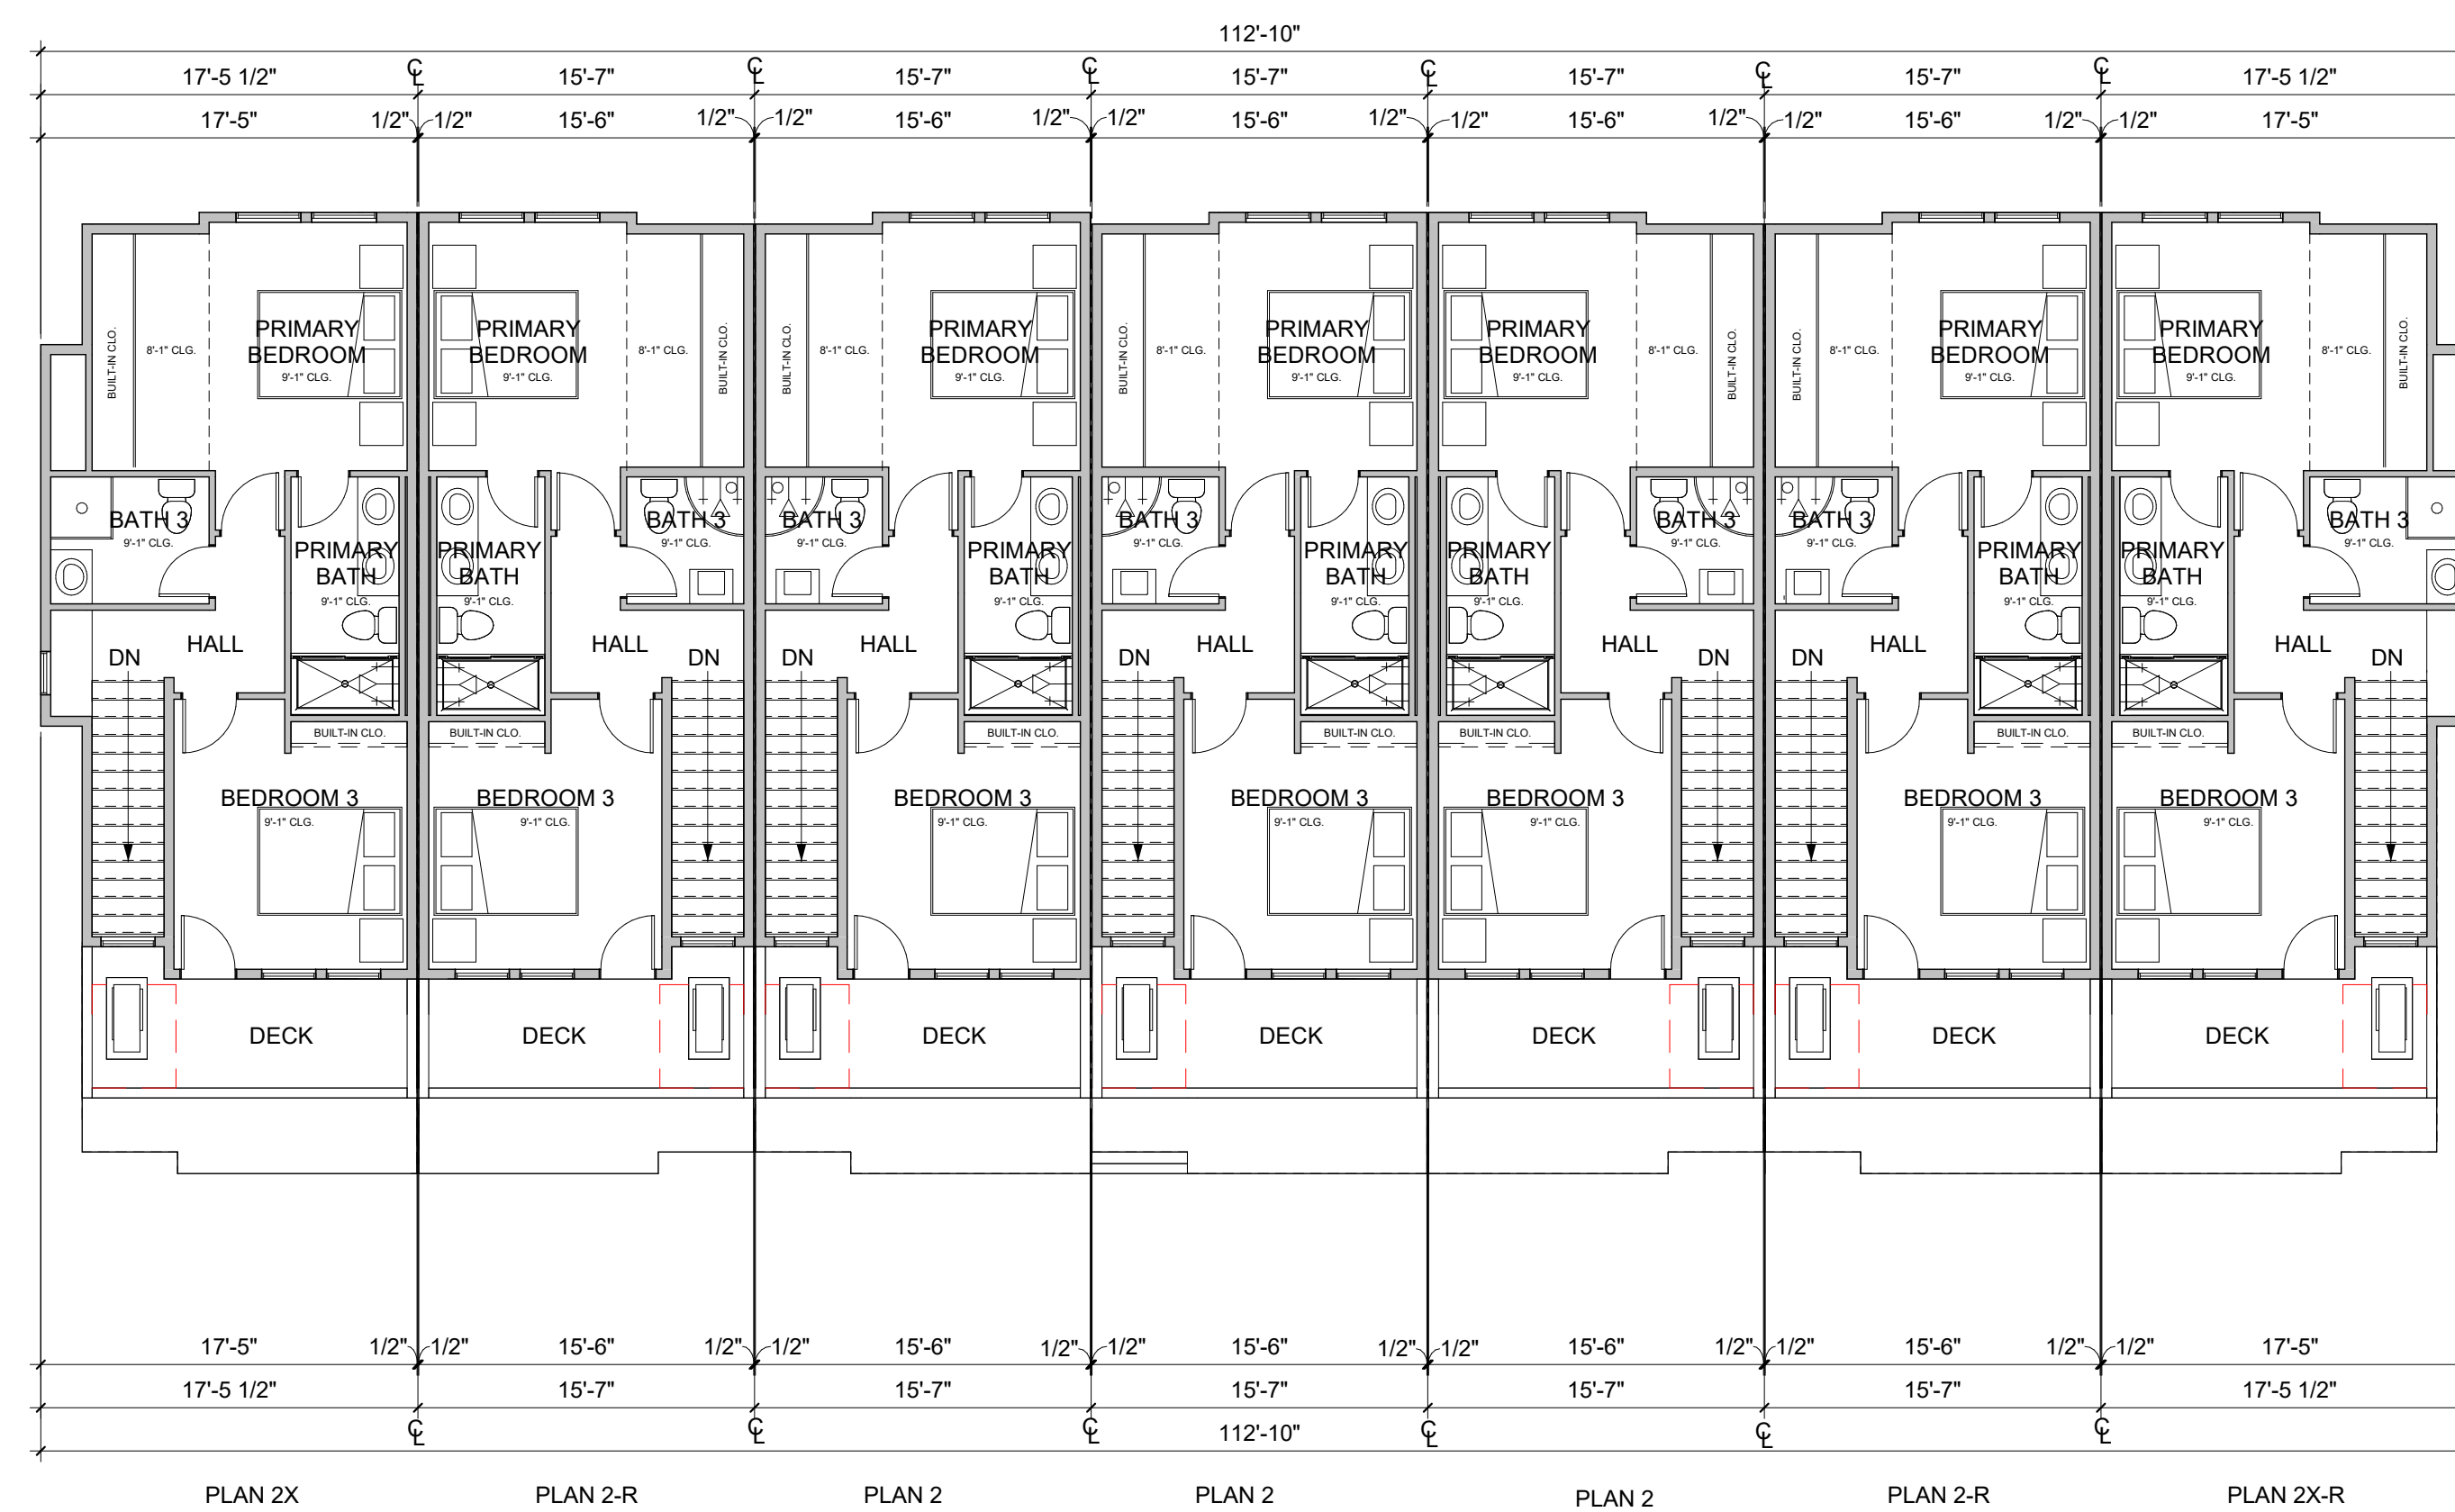 112'-10"
17'-5 1/2" ℄ 15'-7" ℄ 15'-7" ℄ 15'-7" ℄ 15'-7" ℄ 15'-7" ℄ 17'-5 1/2"
17'-5" 1/2" 1/2" 15'-6" 1/2" 1/2" 15'-6" 1/2" 1/2" 15'-6" 1/2" 1/2" 15'-6" 1/2" 1/2" 15'-6" 1/2" 1/2" 17'-5"
BUILT-IN CLO.
8'-1" CLG.
PRIMARY
BEDROOM
9'-1" CLG.
PRIMARY
BEDROOM
9'-1" CLG.
8'-1" CLG.
BUILT-IN CLO.
BUILT-IN CLO.
8'-1" CLG.
PRIMARY
BEDROOM
9'-1" CLG.
BUILT-IN CLO.
8'-1" CLG.
PRIMARY
BEDROOM
9'-1" CLG.
PRIMARY
BEDROOM
9'-1" CLG.
8'-1" CLG.
BUILT-IN CLO.
BUILT-IN CLO.
8'-1" CLG.
PRIMARY
BEDROOM
9'-1" CLG.
PRIMARY
BEDROOM
9'-1" CLG.
8'-1" CLG.
BUILT-IN CLO.
BATH 3
9'-1" CLG.
PRIMARY
BATH
9'-1" CLG.
PRIMARY
BATH
9'-1" CLG.
BATH 3
9'-1" CLG.
BATH 3
9'-1" CLG.
PRIMARY
BATH
9'-1" CLG.
BATH 3
9'-1" CLG.
PRIMARY
BATH
9'-1" CLG.
PRIMARY
BATH
9'-1" CLG.
BATH 3
9'-1" CLG.
BATH 3
9'-1" CLG.
PRIMARY
BATH
9'-1" CLG.
PRIMARY
BATH
9'-1" CLG.
BATH 3
9'-1" CLG.
HALL HALL HALL HALL HALL HALL HALL
DN DN DN DN DN DN DN
BUILT-IN CLO. BUILT-IN CLO. BUILT-IN CLO. BUILT-IN CLO. BUILT-IN CLO. BUILT-IN CLO. BUILT-IN CLO.
BEDROOM 3 BEDROOM 3 BEDROOM 3 BEDROOM 3 BEDROOM 3 BEDROOM 3 BEDROOM 3
9'-1" CLG. 9'-1" CLG. 9'-1" CLG. 9'-1" CLG. 9'-1" CLG. 9'-1" CLG. 9'-1" CLG.
DECK DECK DECK DECK DECK DECK DECK
17'-5" 1/2" 1/2" 15'-6" 1/2" 1/2" 15'-6" 1/2" 1/2" 15'-6" 1/2" 1/2" 15'-6" 1/2" 1/2" 15'-6" 1/2" 1/2" 17'-5"
17'-5 1/2" 15'-7" 15'-7" 15'-7" 15'-7" 15'-7" 17'-5 1/2"
℄ ℄ ℄ 112'-10" ℄ ℄ ℄
PLAN 2X PLAN 2-R PLAN 2 PLAN 2 PLAN 2 PLAN 2-R PLAN 2X-R